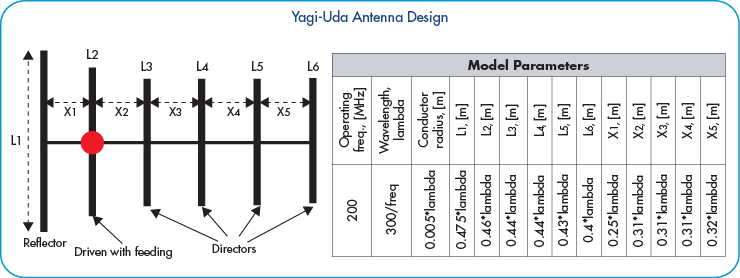 Yagi-Uda Antenna Design
L1
L2
L3
L4
L5
L6
X1
X2
X3
X4
X5
Reflector
Driven with feeding
Directors
Model Parameters
Operating freq., [MHz]
Wavelength, lambda
Conductor radius, [m]
L1, [m]
L2, [m]
L3, [m]
L4, [m]
L5, [m]
L6, [m]
X1, [m]
X2, [m]
X3, [m]
X4, [m]
X5, [m]
200
300/freq
0.005*lambda
0.475*lambda
0.46*lambda
0.44*lambda
0.44*lambda
0.43*lambda
0.4*lambda
0.25*lambda
0.31*lambda
0.31*lambda
0.31*lambda
0.32*lambda